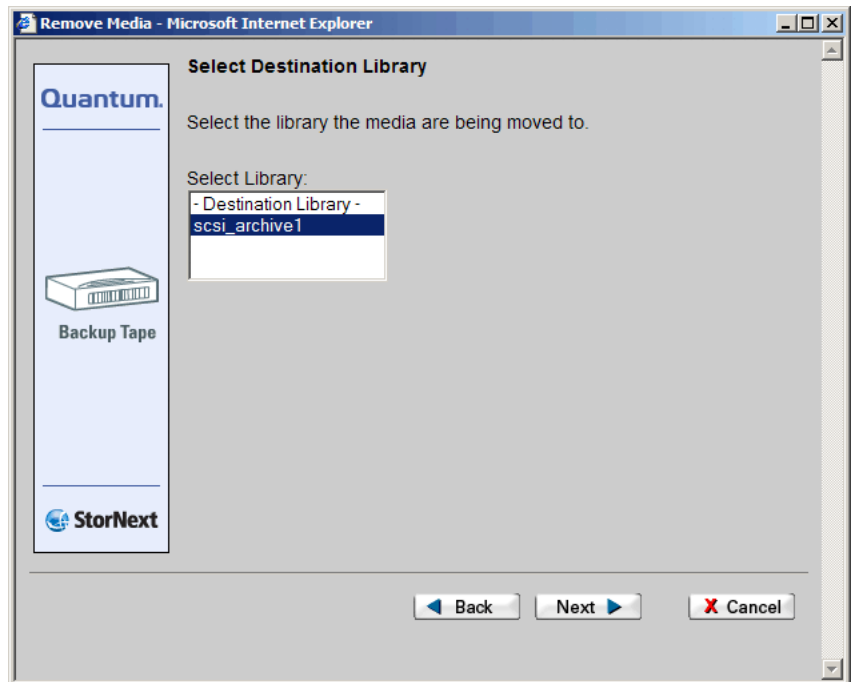 Remove Media - Microsoft Internet Explorer
Select Destination Library
Quantum.
Select the library the media are being moved to.
Select Library:
- Destination Library -
scsi_archive1
Backup Tape
StorNext
Back
Next
X Cancel